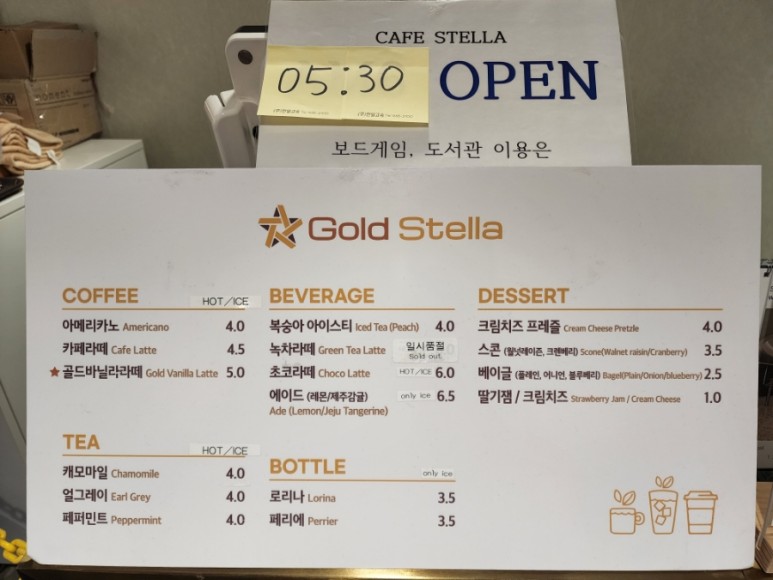 CAFE STELLA
05:30
OPEN
보드게임, 도서관 이용은
Gold Stella
COFFEE HOT/ICE
아메리카노 Americano 4.0
카페라떼 Cafe Latte 4.5
★ 골드바닐라라떼 Gold Vanilla Latte 5.0
TEA HOT/ICE
캐모마일 Chamomile 4.0
얼그레이 Earl Grey 4.0
페퍼민트 Peppermint 4.0
BEVERAGE
복숭아 아이스티 Iced Tea (Peach) 4.0
녹차라떼 Green Tea Latte 일시품절
Sold out
초코라떼 Choco Latte HOT/ICE 6.0
에이드 (레몬/제주감귤) only ice 6.5
Ade (Lemon/Jeju Tangerine)
BOTTLE only ice
로리나 Lorina 3.5
페리에 Perrier 3.5
DESSERT
크림치즈 프레즐 Cream Cheese Pretzle 4.0
스콘 (월넛레이즌, 크렌베리) Scone(Walnet raisin/Cranberry) 3.5
베이글 (플레인, 어니언, 블루베리) Bagel(Plain/Onion/blueberry) 2.5
딸기잼 / 크림치즈 Strawberry Jam / Cream Cheese 1.0